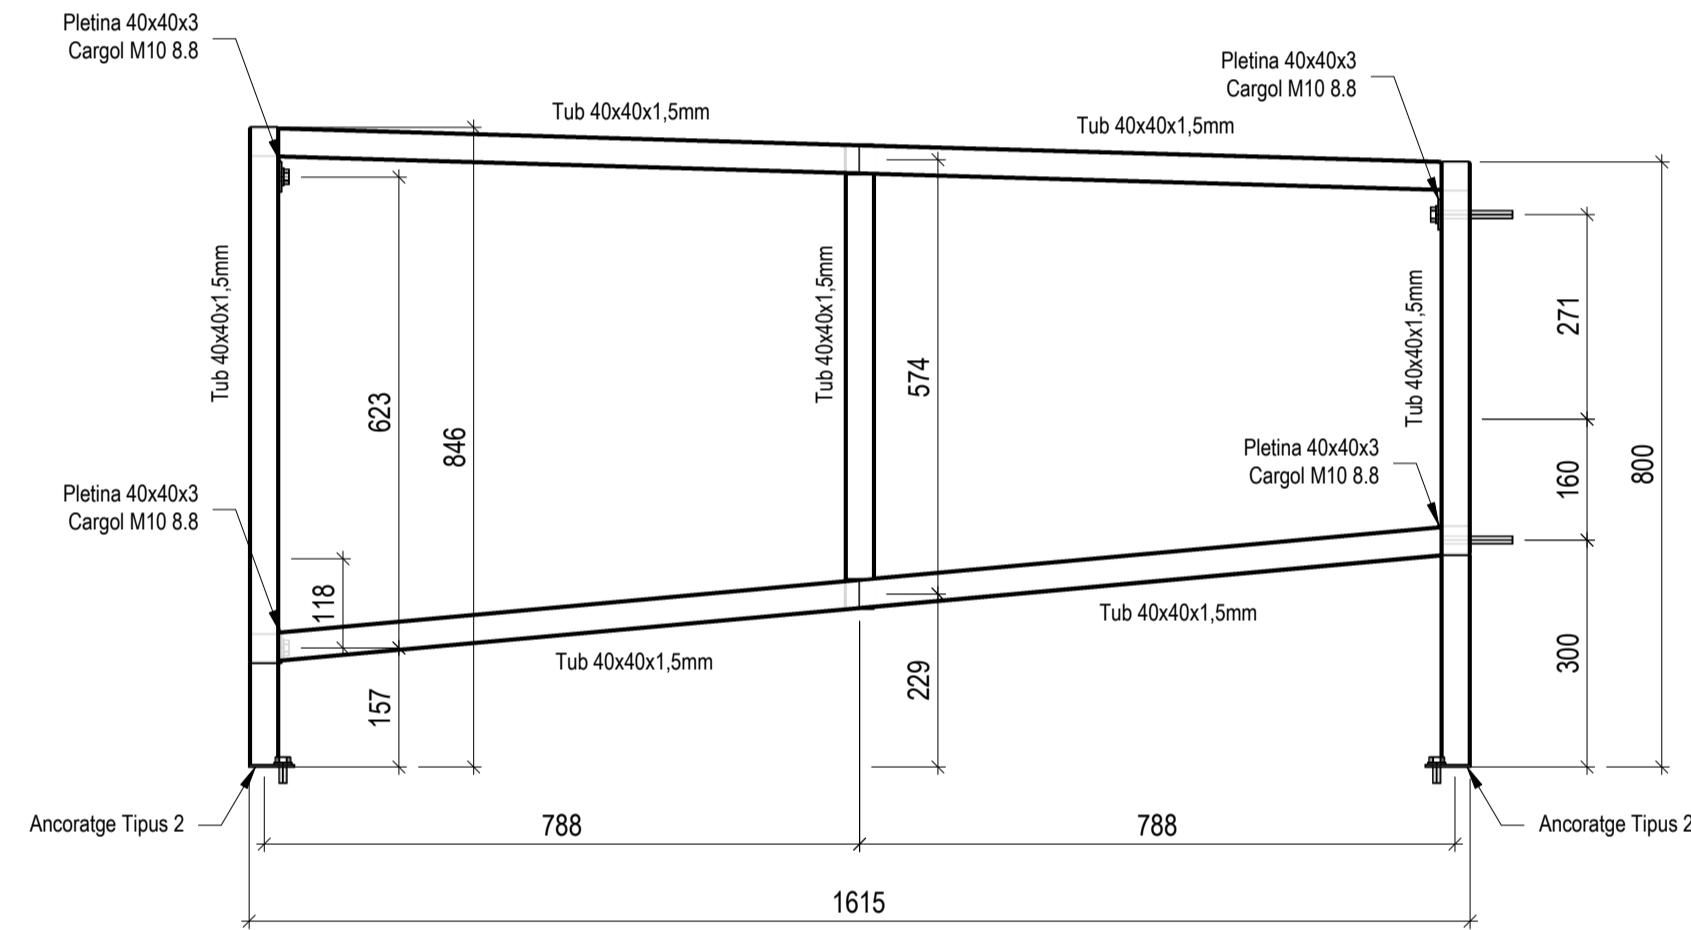 Pletina 40x40x3
Cargol M10 8.8
Pletina 40x40x3
Cargol M10 8.8
Tub 40x40x1,5mm
Tub 40x40x1,5mm
Tub 40x40x1,5mm
Tub 40x40x1,5mm
Tub 40x40x1,5mm
623
846
574
271
160
800
Pletina 40x40x3
Cargol M10 8.8
Pletina 40x40x3
Cargol M10 8.8
118
157
229
300
Tub 40x40x1,5mm
Tub 40x40x1,5mm
Ancoratge Tipus 2
788
788
Ancoratge Tipus 2
1615